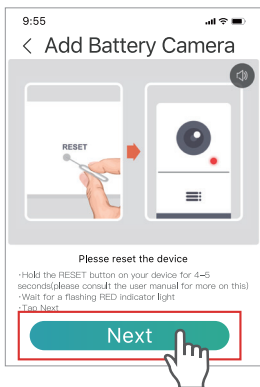 9:55
Add Battery Camera
RESET
Plesse reset the device
·Hold the RESET button on your device for 4–5
seconds(please consult the user manual for more on this)
·Wait for a flashing RED indicator light
·Tap Next
Next